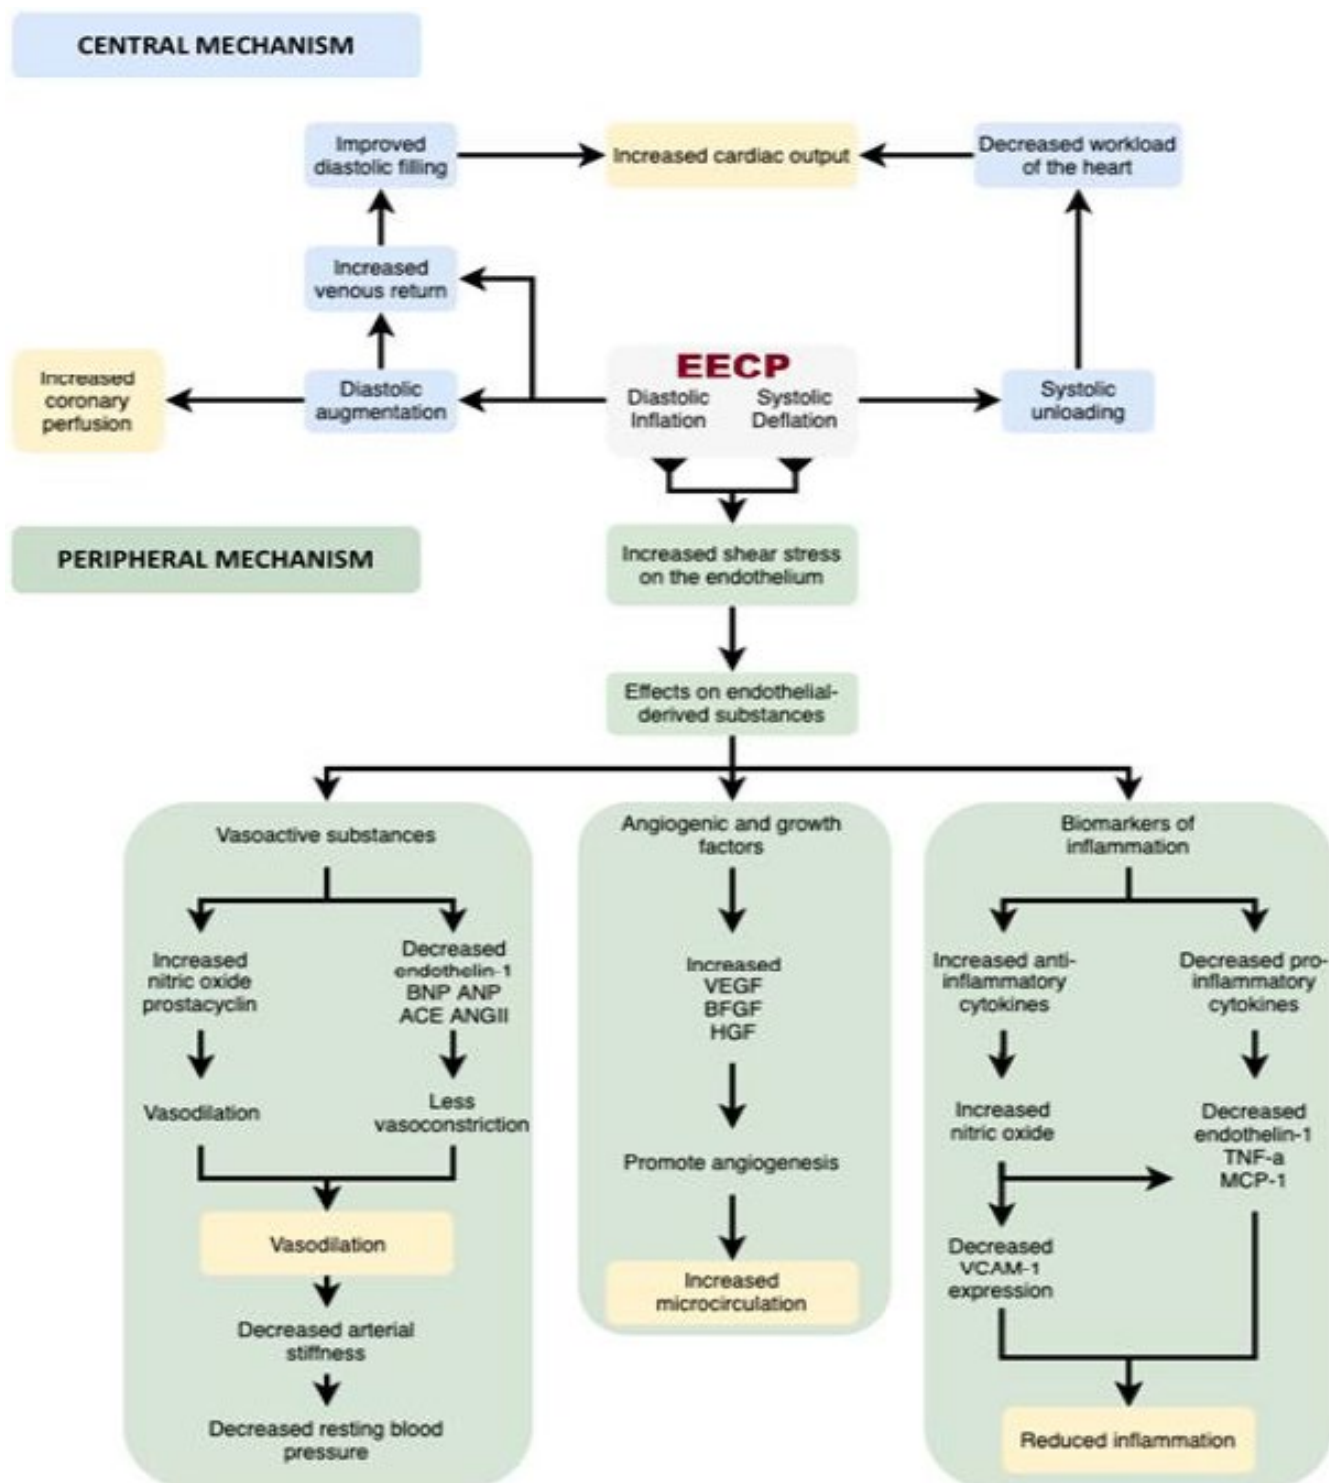 CENTRAL MECHANISM
Improved
diastolic filling
Increased cardiac output
Decreased workload
of the heart
Increased
venous return
Increased
coronary
perfusion
Diastolic
augmentation
EECP
Diastolic
Inflation
Systolic
Deflation
Systolic
unloading
PERIPHERAL MECHANISM
Increased shear stress
on the endothelium
Effects on endothelial-
derived substances
Vasoactive substances
Increased
nitric oxide
prostacyclin
Decreased
endothelin-1
BNP ANP
ACE ANGII
Vasodilation
Less
vasoconstriction
Vasodilation
Decreased arterial
stiffness
Decreased resting blood
pressure
Angiogenic and growth
factors
Increased
VEGF
BFGF
HGF
Promote angiogenesis
Increased
microcirculation
Biomarkers of
inflammation
Increased anti-
inflammatory
cytokines
Decreased pro-
inflammatory
cytokines
Increased
nitric oxide
Decreased
endothelin-1
TNF-a
MCP-1
Decreased
VCAM-1
expression
Reduced inflammation